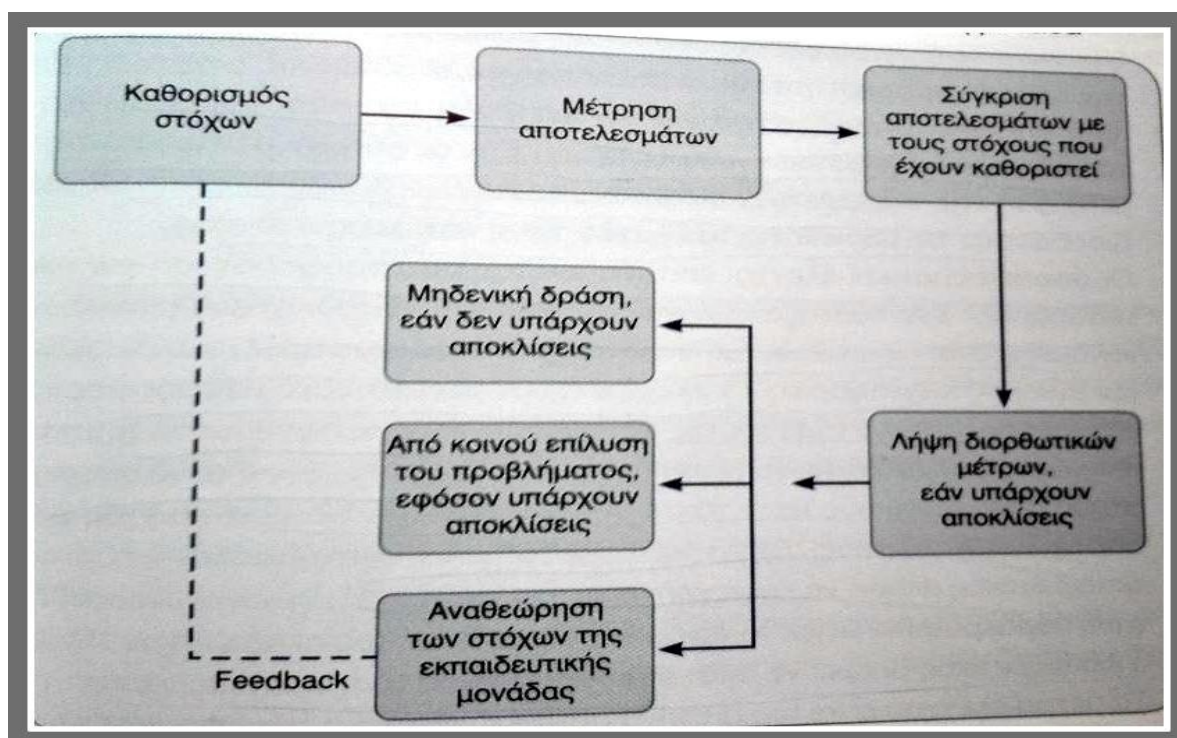 Καθορισμός
στόχων
Μέτρηση
αποτελεσμάτων
Σύγκριση
αποτελεσμάτων με
τους στόχους που
έχουν καθοριστεί
Μηδενική δράση,
εάν δεν υπάρχουν
αποκλίσεις
Από κοινού επίλυση
του προβλήματος,
εφόσον υπάρχουν
αποκλίσεις
Λήψη διορθωτικών
μέτρων,
εάν υπάρχουν
αποκλίσεις
Αναθεώρηση
των στόχων της
εκπαιδευτικής
μονάδας
Feedback